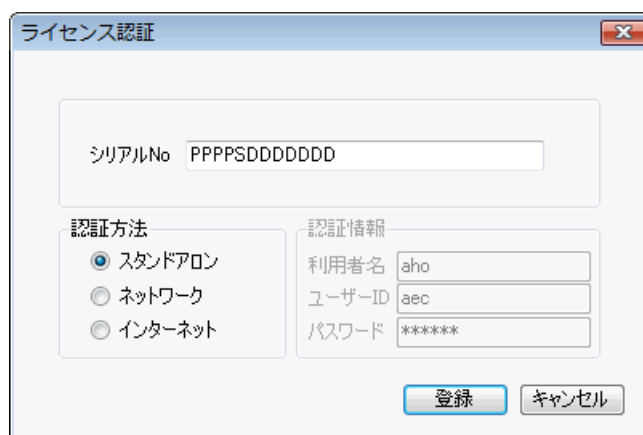 ライセンス認証
シリアルNo PPPPSDDDDDDD
認証方法
スタンドアロン
ネットワーク
インターネット
認証情報
利用者名 aho
ユーザーID aec
パスワード ******
登録 キャンセル